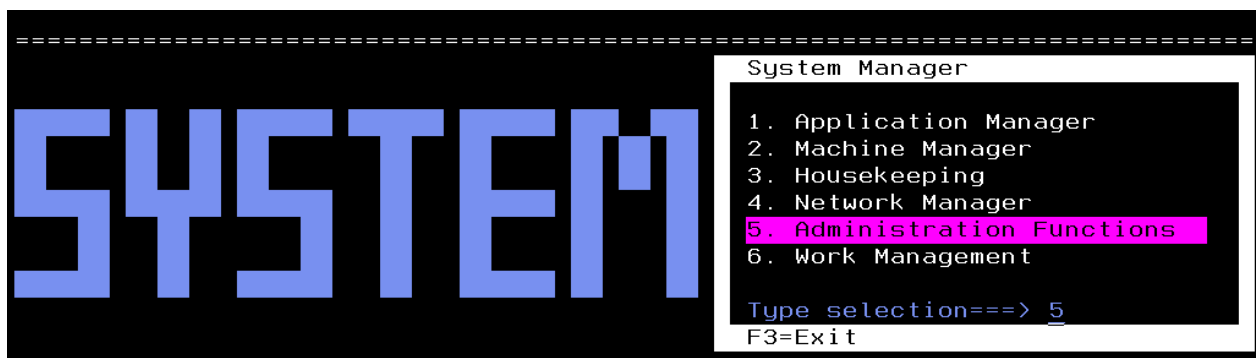 ==============================================================================
System Manager
SYSTEM
1. Application Manager
2. Machine Manager
3. Housekeeping
4. Network Manager
5. Administration Functions
6. Work Management
Type selection===> 5
F3=Exit